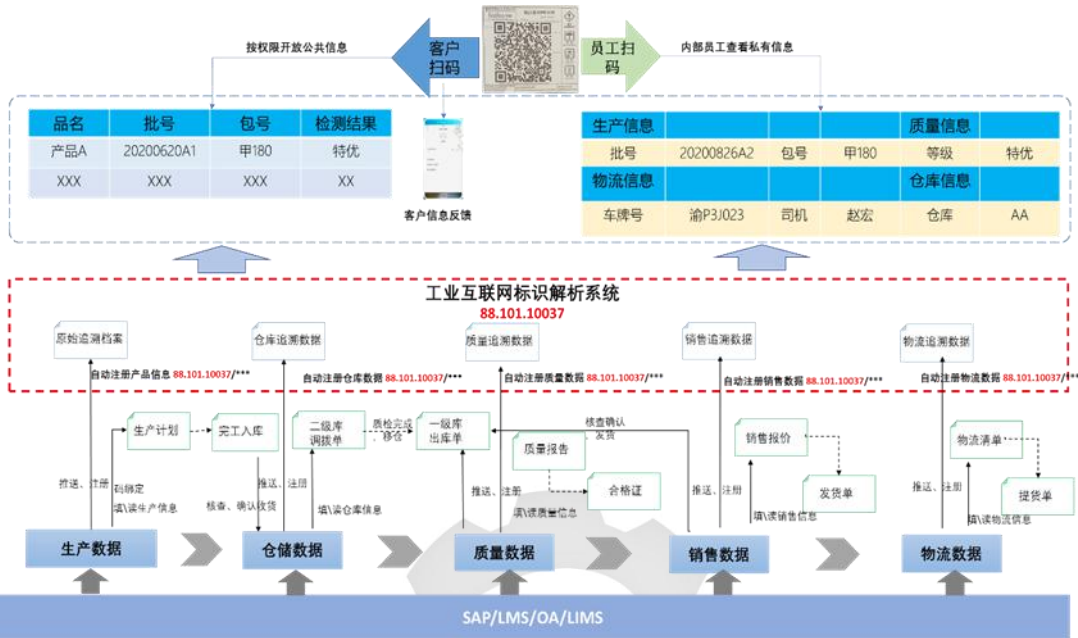 按权限开放公共信息
客户
扫码
员工扫
码
内部员工查看私有信息
品名 批号 包号 检测结果
产品A 20200620A1 甲180 特优
XXX XXX XXX XX
客户信息反馈
生产信息 质量信息
批号 20200826A2 包号 甲180 等级 特优
物流信息 仓库信息
车牌号 渝P3J023 司机 赵宏 仓库 AA
工业互联网标识解析系统
88.101.10037
原始追溯档案
仓库追溯数据
质量追溯数据
销售追溯数据
物流追溯数据
自动注册产品信息 88.101.10037/***
自动注册仓库数据 88.101.10037/***
自动注册质量数据 88.101.10037/***
自动注册销售数据 88.101.10037/***
自动注册物流数据 88.101.10037/***
生产计划
完工入库
二级库
调拨单
质检完成
、移仓
一级库
出库单
核查确认
、发货
质量报告
合格证
销售报价
发货单
物流清单
提货单
推送、注册
码绑定
填\读生产信息
核查、确认收货
推送、注册
填\读仓库信息
推送、注册
填\读质量信息
推送、注册
填\读销售信息
推送、注册
填\读物流信息
生产数据
仓储数据
质量数据
销售数据
物流数据
SAP/LMS/OA/LIMS